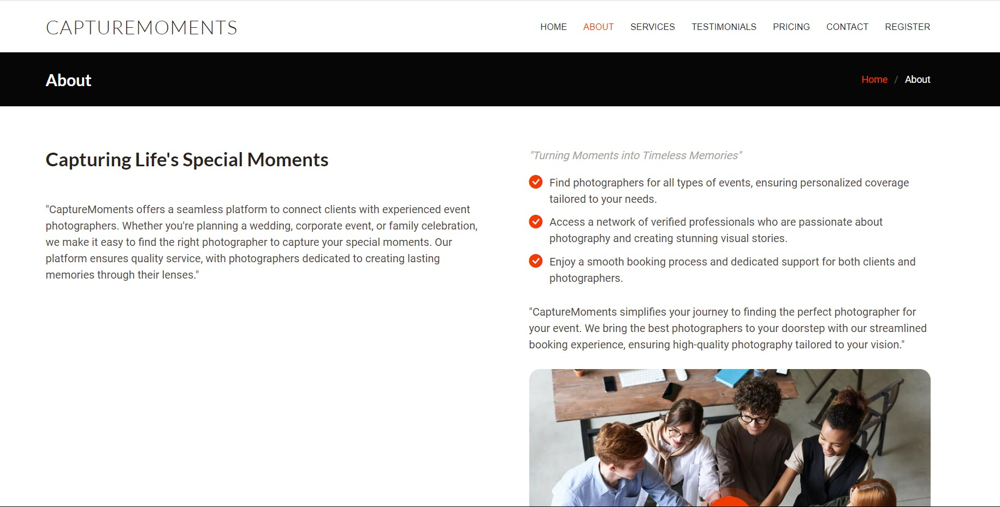 CAPTUREMOMENTS
HOME ABOUT SERVICES TESTIMONIALS PRICING CONTACT REGISTER
About
Home / About
Capturing Life's Special Moments
"CaptureMoments offers a seamless platform to connect clients with experienced event
photographers. Whether you're planning a wedding, corporate event, or family celebration,
we make it easy to find the right photographer to capture your special moments. Our
platform ensures quality service, with photographers dedicated to creating lasting
memories through their lenses."
"Turning Moments into Timeless Memories"
Find photographers for all types of events, ensuring personalized coverage
tailored to your needs.
Access a network of verified professionals who are passionate about
photography and creating stunning visual stories.
Enjoy a smooth booking process and dedicated support for both clients and
photographers.
"CaptureMoments simplifies your journey to finding the perfect photographer for
your event. We bring the best photographers to your doorstep with our streamlined
booking experience, ensuring high-quality photography tailored to your vision."